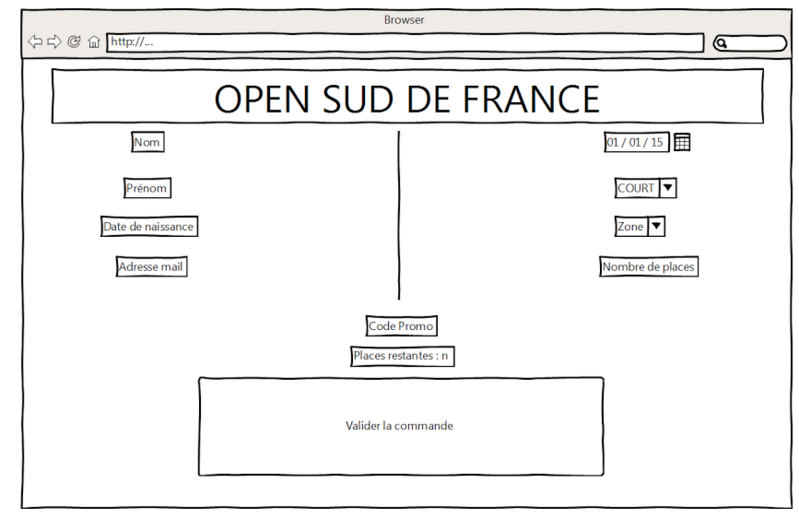 Browser
http://...
OPEN SUD DE FRANCE
Nom
01 / 01 / 15
Prénom
COURT
Date de naissance
Zone
Adresse mail
Nombre de places
Code Promo
Places restantes : n
Valider la commande